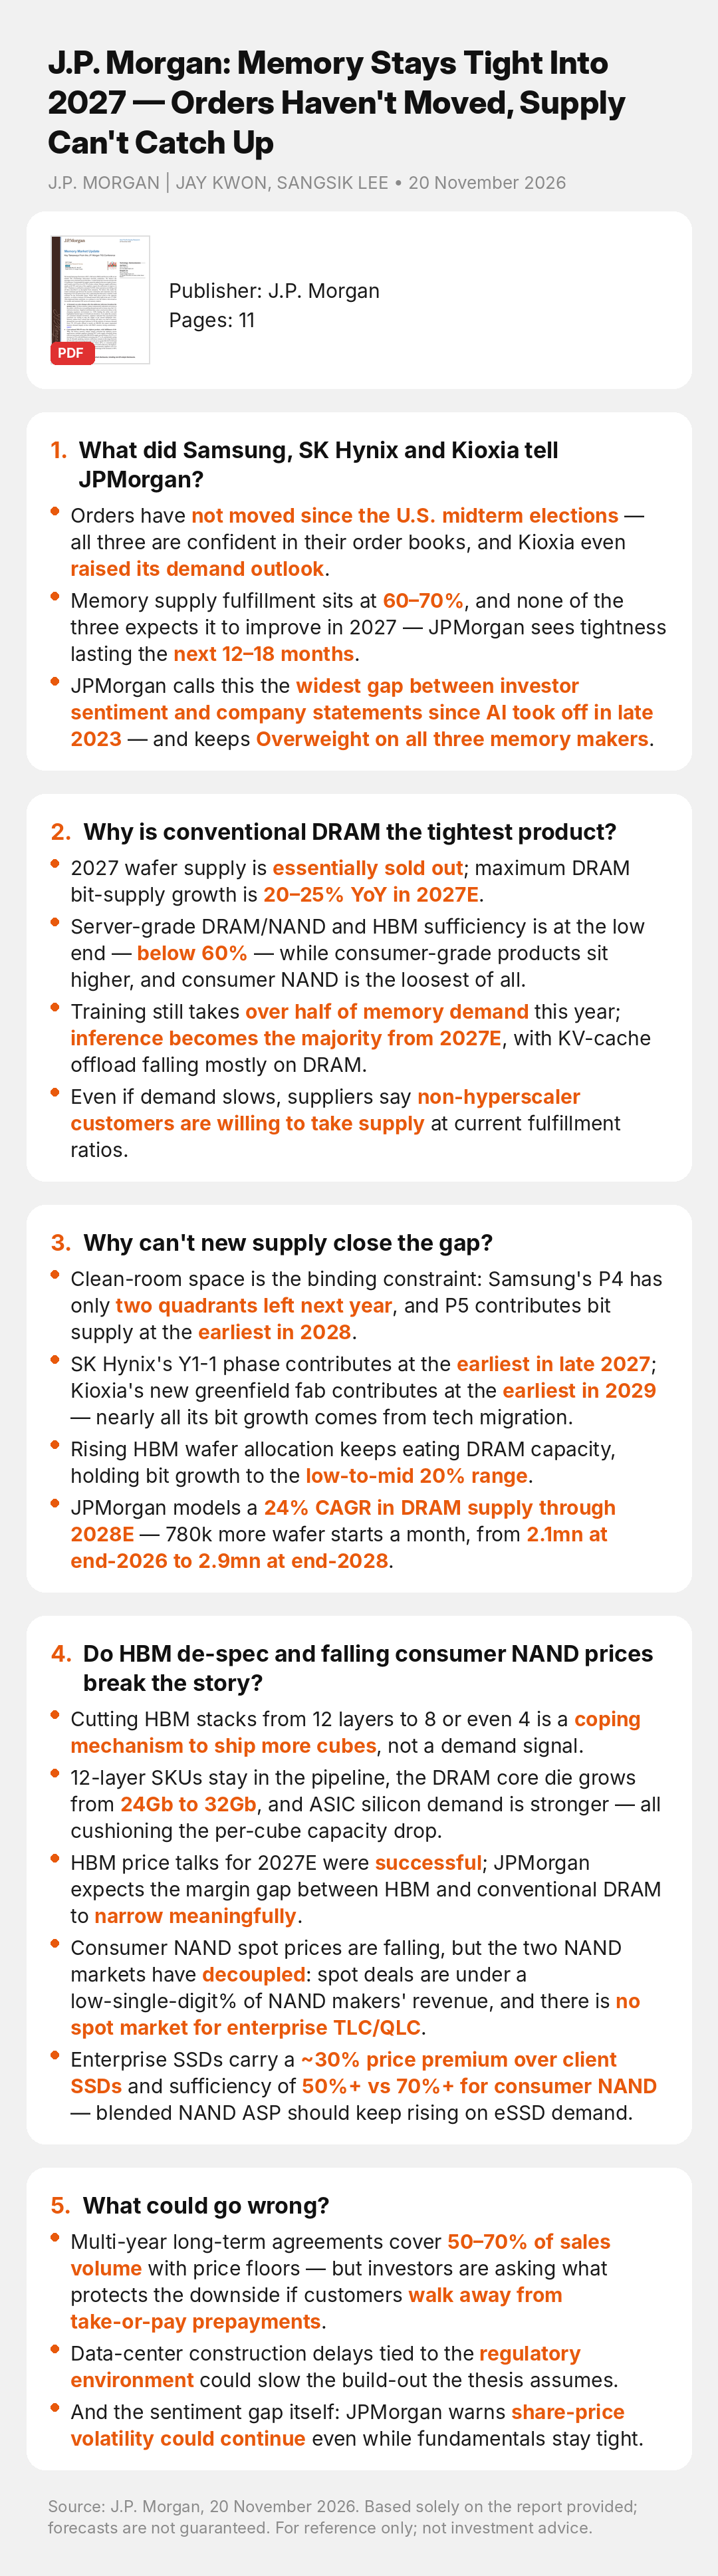 J.P. Morgan: Memory Stays Tight Into
2027 — Orders Haven't Moved, Supply
Can't Catch Up
J.P. MORGAN | JAY KWON, SANGSIK LEE • 20 November 2026
J.P.Morgan
Memory Market Update
PDF
Publisher: J.P. Morgan
Pages: 11
1. What did Samsung, SK Hynix and Kioxia tell
JPMorgan?
• Orders have not moved since the U.S. midterm elections —
all three are confident in their order books, and Kioxia even
raised its demand outlook.
• Memory supply fulfillment sits at 60–70%, and none of the
three expects it to improve in 2027 — JPMorgan sees tightness
lasting the next 12–18 months.
• JPMorgan calls this the widest gap between investor
sentiment and company statements since AI took off in late
2023 — and keeps Overweight on all three memory makers.
2. Why is conventional DRAM the tightest product?
• 2027 wafer supply is essentially sold out; maximum DRAM
bit-supply growth is 20–25% YoY in 2027E.
• Server-grade DRAM/NAND and HBM sufficiency is at the low
end — below 60% — while consumer-grade products sit
higher, and consumer NAND is the loosest of all.
• Training still takes over half of memory demand this year;
inference becomes the majority from 2027E, with KV-cache
offload falling mostly on DRAM.
• Even if demand slows, suppliers say non-hyperscaler
customers are willing to take supply at current fulfillment
ratios.
3. Why can't new supply close the gap?
• Clean-room space is the binding constraint: Samsung's P4 has
only two quadrants left next year, and P5 contributes bit
supply at the earliest in 2028.
• SK Hynix's Y1-1 phase contributes at the earliest in late 2027;
Kioxia's new greenfield fab contributes at the earliest in 2029
— nearly all its bit growth comes from tech migration.
• Rising HBM wafer allocation keeps eating DRAM capacity,
holding bit growth to the low-to-mid 20% range.
• JPMorgan models a 24% CAGR in DRAM supply through
2028E — 780k more wafer starts a month, from 2.1mn at
end-2026 to 2.9mn at end-2028.
4. Do HBM de-spec and falling consumer NAND prices
break the story?
• Cutting HBM stacks from 12 layers to 8 or even 4 is a coping
mechanism to ship more cubes, not a demand signal.
• 12-layer SKUs stay in the pipeline, the DRAM core die grows
from 24Gb to 32Gb, and ASIC silicon demand is stronger — all
cushioning the per-cube capacity drop.
• HBM price talks for 2027E were successful; JPMorgan
expects the margin gap between HBM and conventional DRAM
to narrow meaningfully.
• Consumer NAND spot prices are falling, but the two NAND
markets have decoupled: spot deals are under a
low-single-digit% of NAND makers' revenue, and there is no
spot market for enterprise TLC/QLC.
• Enterprise SSDs carry a ~30% price premium over client
SSDs and sufficiency of 50%+ vs 70%+ for consumer NAND
— blended NAND ASP should keep rising on eSSD demand.
5. What could go wrong?
• Multi-year long-term agreements cover 50–70% of sales
volume with price floors — but investors are asking what
protects the downside if customers walk away from
take-or-pay prepayments.
• Data-center construction delays tied to the regulatory
environment could slow the build-out the thesis assumes.
• And the sentiment gap itself: JPMorgan warns share-price
volatility could continue even while fundamentals stay tight.
Source: J.P. Morgan, 20 November 2026. Based solely on the report provided;
forecasts are not guaranteed. For reference only; not investment advice.